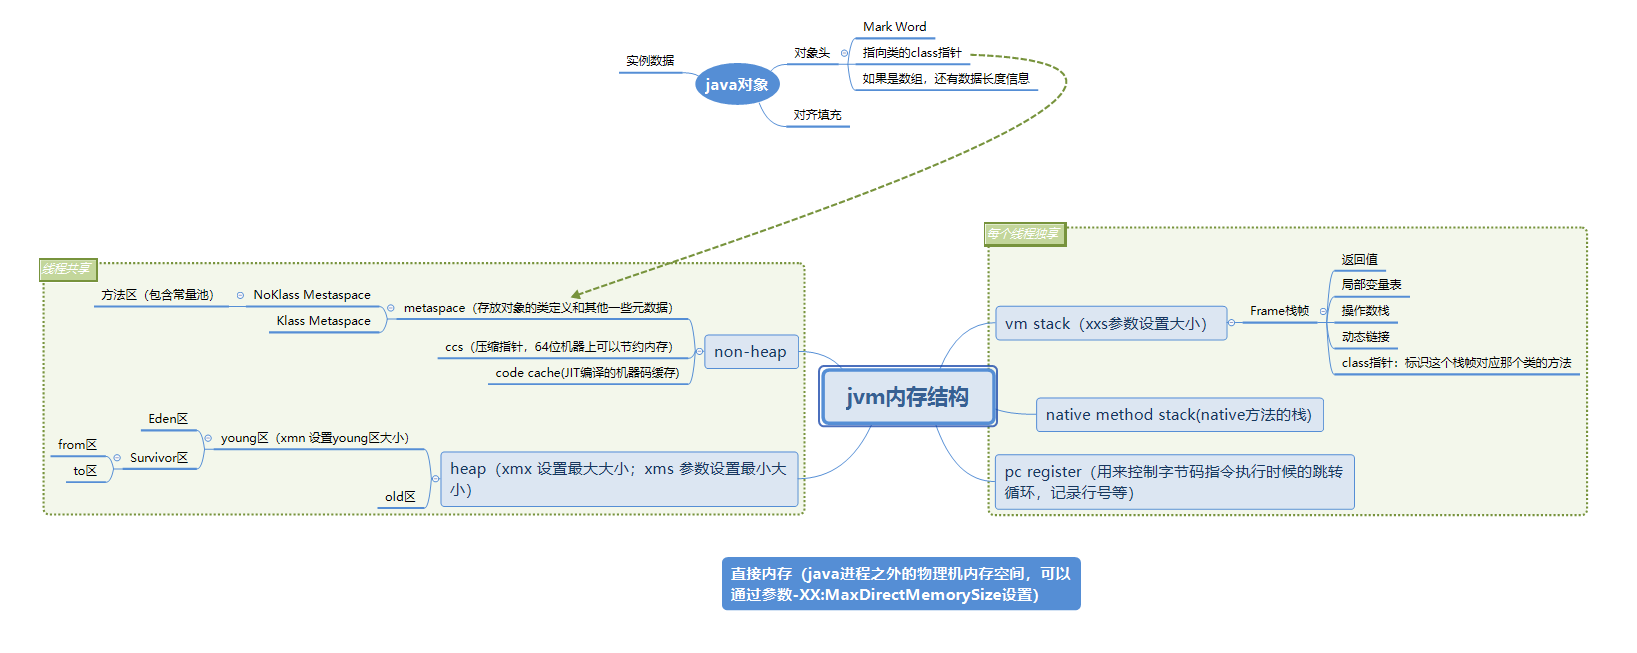 Mark Word
实例数据
对象头
指向类的class指针
java对象
如果是数组，还有数据长度信息
对齐填充
每个线程独享
线程共享
返回值
方法区（包含常量池）
NoKlass Mestaspace
metaspace（存放对象的类定义和其他一些元数据）
Klass Metaspace
局部变量表
vm stack（xxs参数设置大小）
Frame栈帧
操作数栈
动态链接
class指针：标识这个栈帧对应那个类的方法
ccs（压缩指针，64位机器上可以节约内存）
non-heap
code cache(JIT编译的机器码缓存)
jvm内存结构
native method stack(native方法的栈)
Eden区
young区（xmn 设置young区大小）
from区
Survivor区
to区
old区
heap（xmx 设置最大大小；xms 参数设置最小大
小）
pc register（用来控制字节码指令执行时候的跳转
循环，记录行号等）
直接内存（java进程之外的物理机内存空间，可以
通过参数-XX:MaxDirectMemorySize设置）